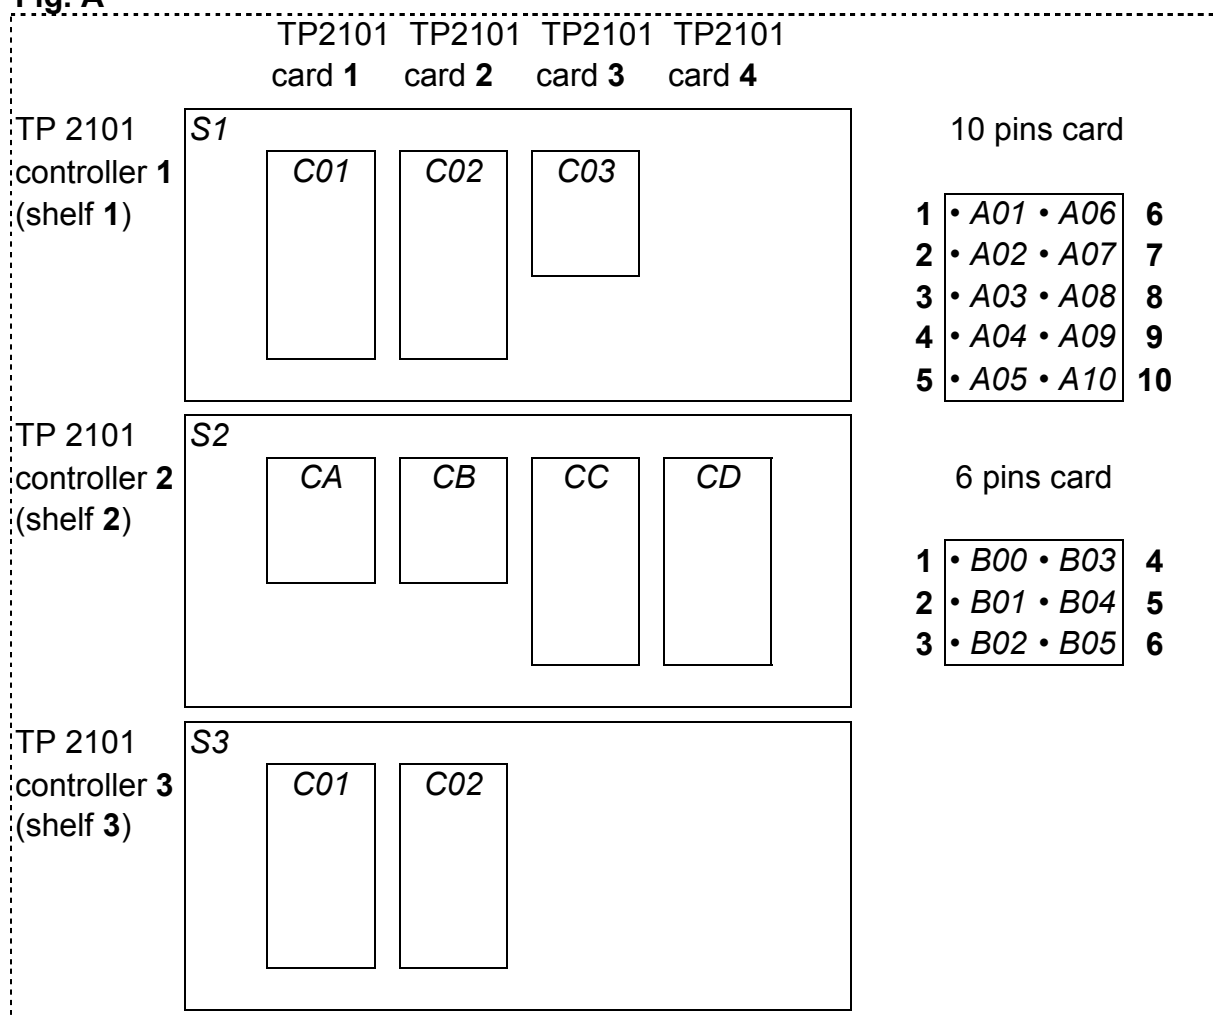 Fig. A
TP2101 TP2101 TP2101 TP2101
card 1 card 2 card 3 card 4
TP 2101
controller 1
(shelf 1)
S1
C01 C02 C03
10 pins card
1 • A01 • A06 6
2 • A02 • A07 7
3 • A03 • A08 8
4 • A04 • A09 9
5 • A05 • A10 10
TP 2101
controller 2
(shelf 2)
S2
CA CB CC CD
6 pins card
1 • B00 • B03 4
2 • B01 • B04 5
3 • B02 • B05 6
TP 2101
controller 3
(shelf 3)
S3
C01 C02